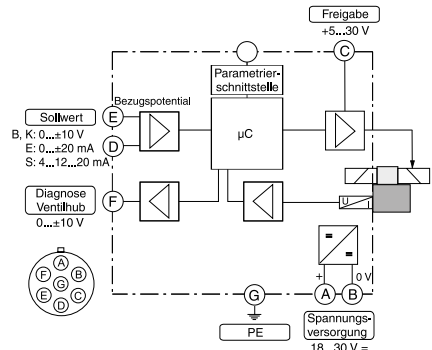 Freigabe
+5...30 V
C
Parametrier-
schnittstelle
Bezugspotential
Sollwert
E
B, K: 0...±10 V
E: 0...±20 mA
S: 4...12...20 mA
D
µC
Diagnose
Ventilhub
F
0...±10 V
U
I
=
=
+
0 V
A
F
B
G
E
C
D
G
A
B
PE
Spannungs-
versorgung
18...30 V =